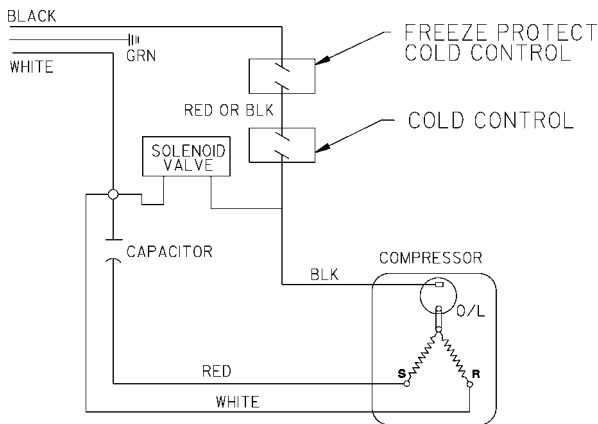 BLACK
GRN
WHITE
FREEZE PROTECT
COLD CONTROL
RED OR BLK
COLD CONTROL
SOLENOID
VALVE
CAPACITOR
COMPRESSOR
BLK
O/L
RED
S
R
WHITE